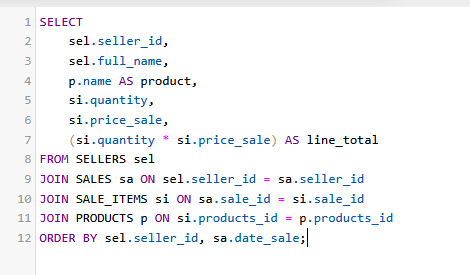 1 SELECT
2 sel.seller_id,
3 sel.full_name,
4 p.name AS product,
5 si.quantity,
6 si.price_sale,
7 (si.quantity * si.price_sale) AS line_total
8 FROM SELLERS sel
9 JOIN SALES sa ON sel.seller_id = sa.seller_id
10 JOIN SALE_ITEMS si ON sa.sale_id = si.sale_id
11 JOIN PRODUCTS p ON si.products_id = p.products_id
12 ORDER BY sel.seller_id, sa.date_sale;